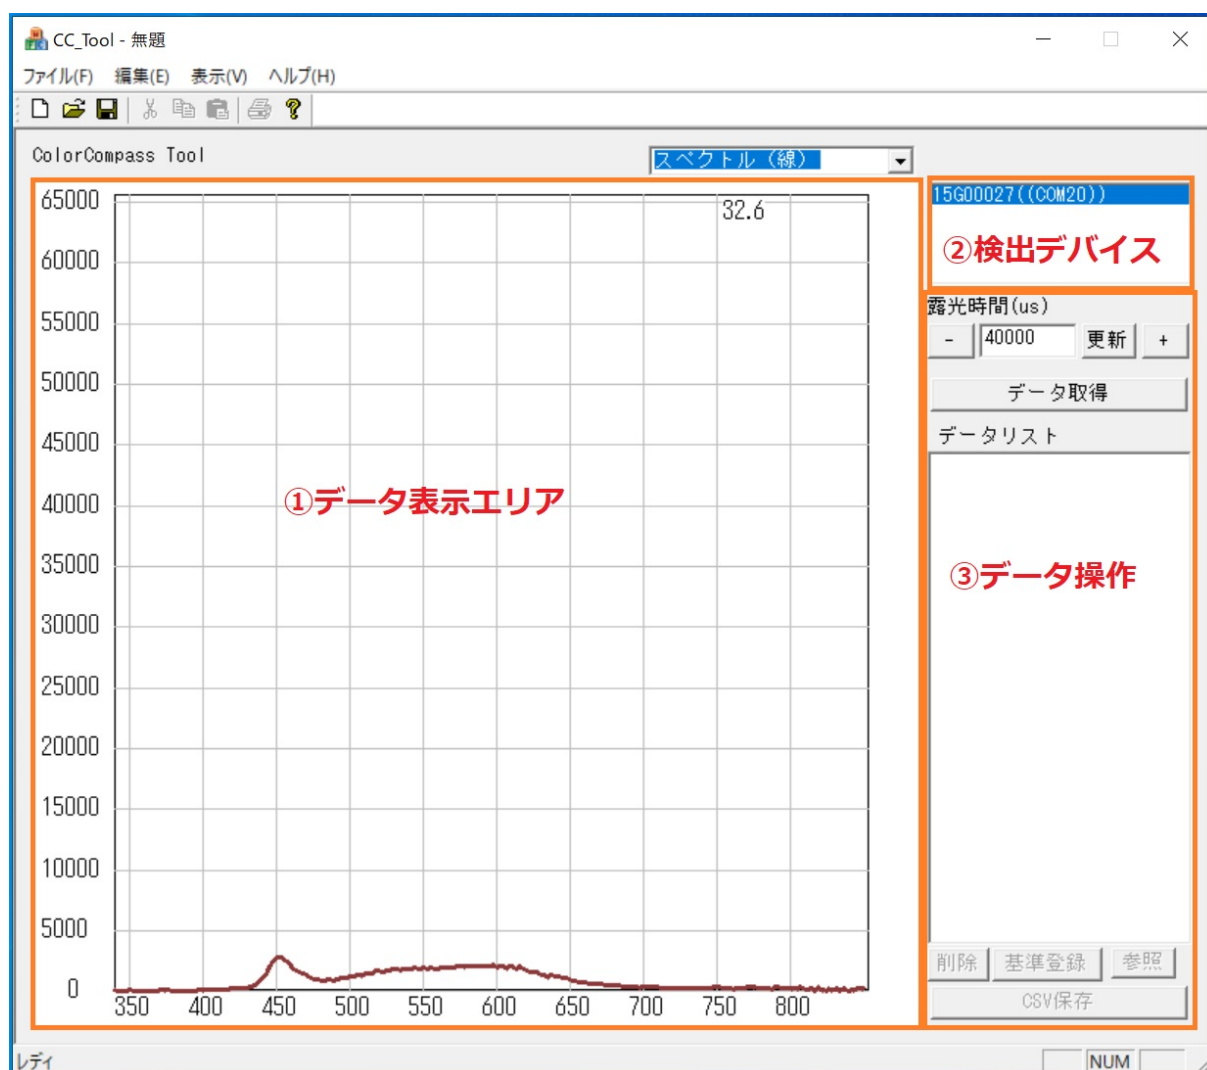 CC_Tool - 無題
ファイル(F) 編集(E) 表示(V) ヘルプ(H)
ColorCompass Tool
スペクトル（線）
65000
32.6
60000
55000
50000
45000
40000
35000
30000
25000
20000
15000
10000
5000
0
350 400 450 500 550 600 650 700 750 800
①データ表示エリア
15G00027((COM20))
②検出デバイス
露光時間(us)
- 40000 更新 +
データ取得
データリスト
③データ操作
削除 基準登録 参照
CSV保存
レディ
NUM